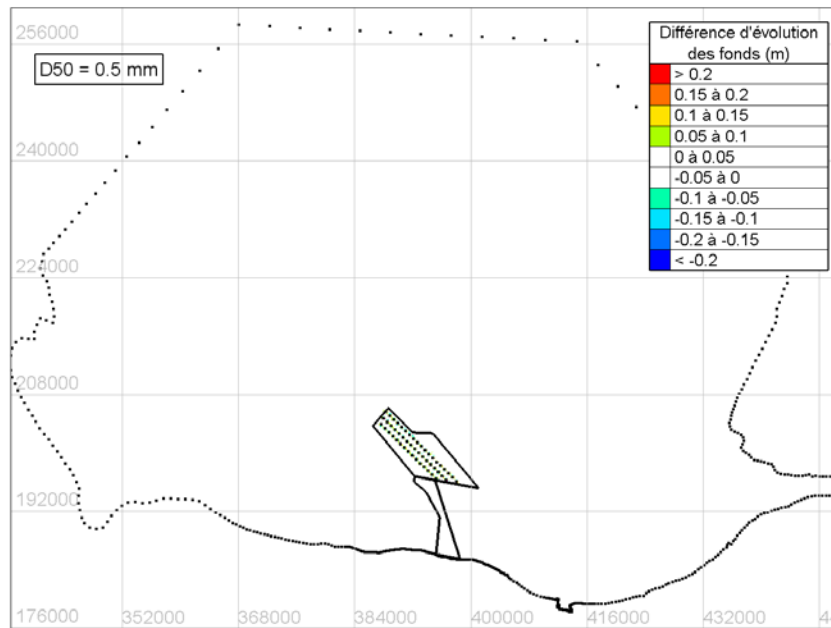 256000
D50 = 0.5 mm
Différence d'évolution
des fonds (m)
> 0.2
0.15 à 0.2
0.1 à 0.15
0.05 à 0.1
0 à 0.05
-0.05 à 0
-0.1 à -0.05
-0.15 à -0.1
-0.2 à -0.15
< -0.2
240000
224000
208000
192000
176000
352000
368000
384000
400000
416000
432000